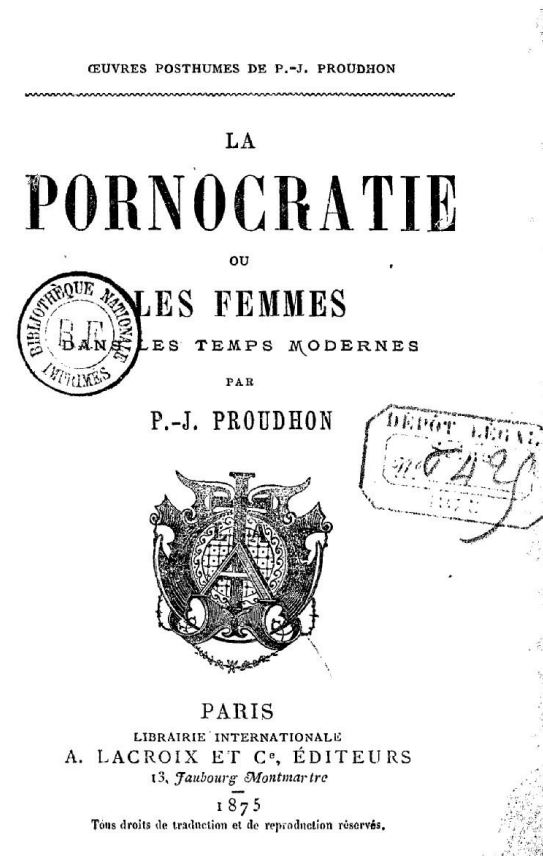 ŒUVRES POSTHUMES DE P.-J. PROUDHON
LA
PORNOCRATIE
OU
LES FEMMES
DANS LES TEMPS MODERNES
PAR
P.-J. PROUDHON
BIBLIOTHÈQUE NATIONALE
B.F.
IMPRIMÉS
DÉPÔT LÉGAL
PARIS
LIBRAIRIE INTERNATIONALE
A. LACROIX ET Cᵉ, ÉDITEURS
13, Faubourg Montmartre
1875
Tous droits de traduction et de reproduction réservés.